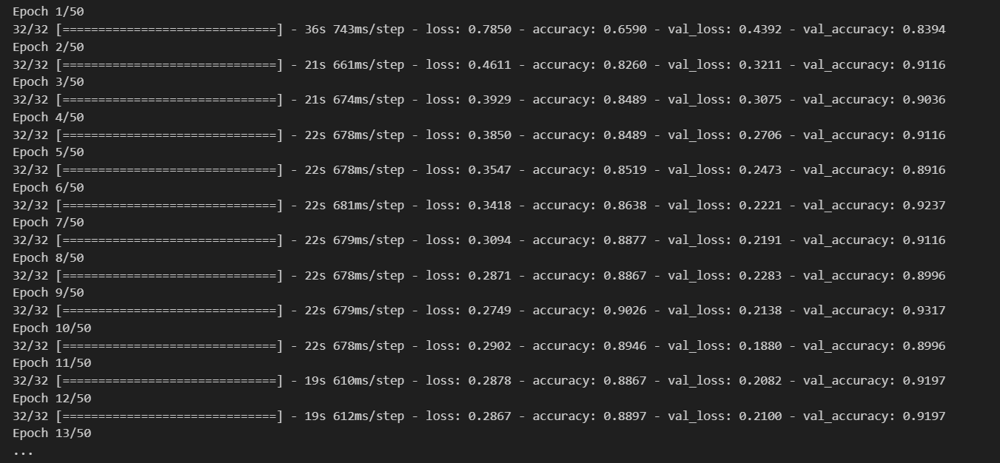 Epoch 1/50
32/32 [==============================] - 36s 743ms/step - loss: 0.7850 - accuracy: 0.6590 - val_loss: 0.4392 - val_accuracy: 0.8394
Epoch 2/50
32/32 [==============================] - 21s 661ms/step - loss: 0.4611 - accuracy: 0.8260 - val_loss: 0.3211 - val_accuracy: 0.9116
Epoch 3/50
32/32 [==============================] - 21s 674ms/step - loss: 0.3929 - accuracy: 0.8489 - val_loss: 0.3075 - val_accuracy: 0.9036
Epoch 4/50
32/32 [==============================] - 22s 678ms/step - loss: 0.3850 - accuracy: 0.8489 - val_loss: 0.2706 - val_accuracy: 0.9116
Epoch 5/50
32/32 [==============================] - 22s 678ms/step - loss: 0.3547 - accuracy: 0.8519 - val_loss: 0.2473 - val_accuracy: 0.8916
Epoch 6/50
32/32 [==============================] - 22s 681ms/step - loss: 0.3418 - accuracy: 0.8638 - val_loss: 0.2221 - val_accuracy: 0.9237
Epoch 7/50
32/32 [==============================] - 22s 679ms/step - loss: 0.3094 - accuracy: 0.8877 - val_loss: 0.2191 - val_accuracy: 0.9116
Epoch 8/50
32/32 [==============================] - 22s 678ms/step - loss: 0.2871 - accuracy: 0.8867 - val_loss: 0.2283 - val_accuracy: 0.8996
Epoch 9/50
32/32 [==============================] - 22s 679ms/step - loss: 0.2749 - accuracy: 0.9026 - val_loss: 0.2138 - val_accuracy: 0.9317
Epoch 10/50
32/32 [==============================] - 22s 678ms/step - loss: 0.2902 - accuracy: 0.8946 - val_loss: 0.1880 - val_accuracy: 0.8996
Epoch 11/50
32/32 [==============================] - 19s 610ms/step - loss: 0.2878 - accuracy: 0.8867 - val_loss: 0.2082 - val_accuracy: 0.9197
Epoch 12/50
32/32 [==============================] - 19s 612ms/step - loss: 0.2867 - accuracy: 0.8897 - val_loss: 0.2100 - val_accuracy: 0.9197
Epoch 13/50
...